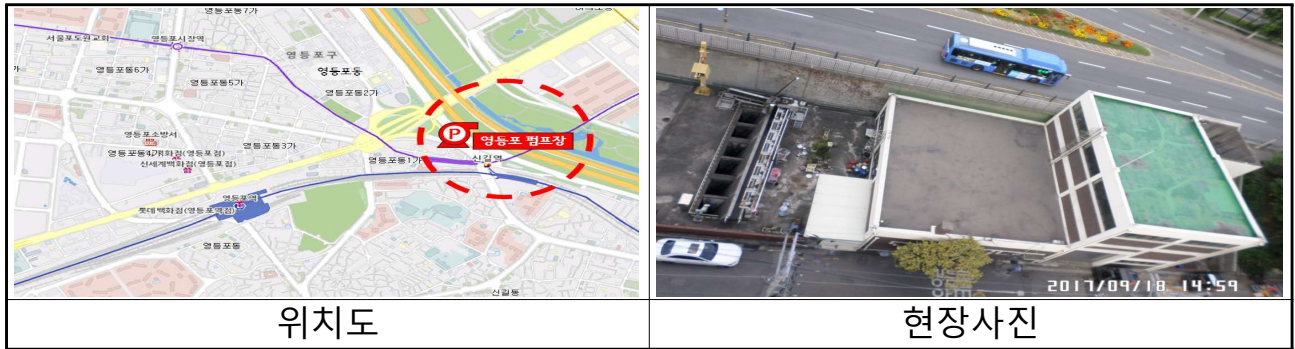 영등포동7가
서울포도원교회
영등포시장역
영등포구
영등포동
영등포동6가
영등포동5가
영등포동2가
영등포소방서
P
영등포 펌프장
영등포동3가
신세계백화점(영등포점)
영등포동1가
신길역
영등포역
롯데백화점(영등포역점)
영등포동
신길동
2017/09/18 14:59
위치도
현장사진